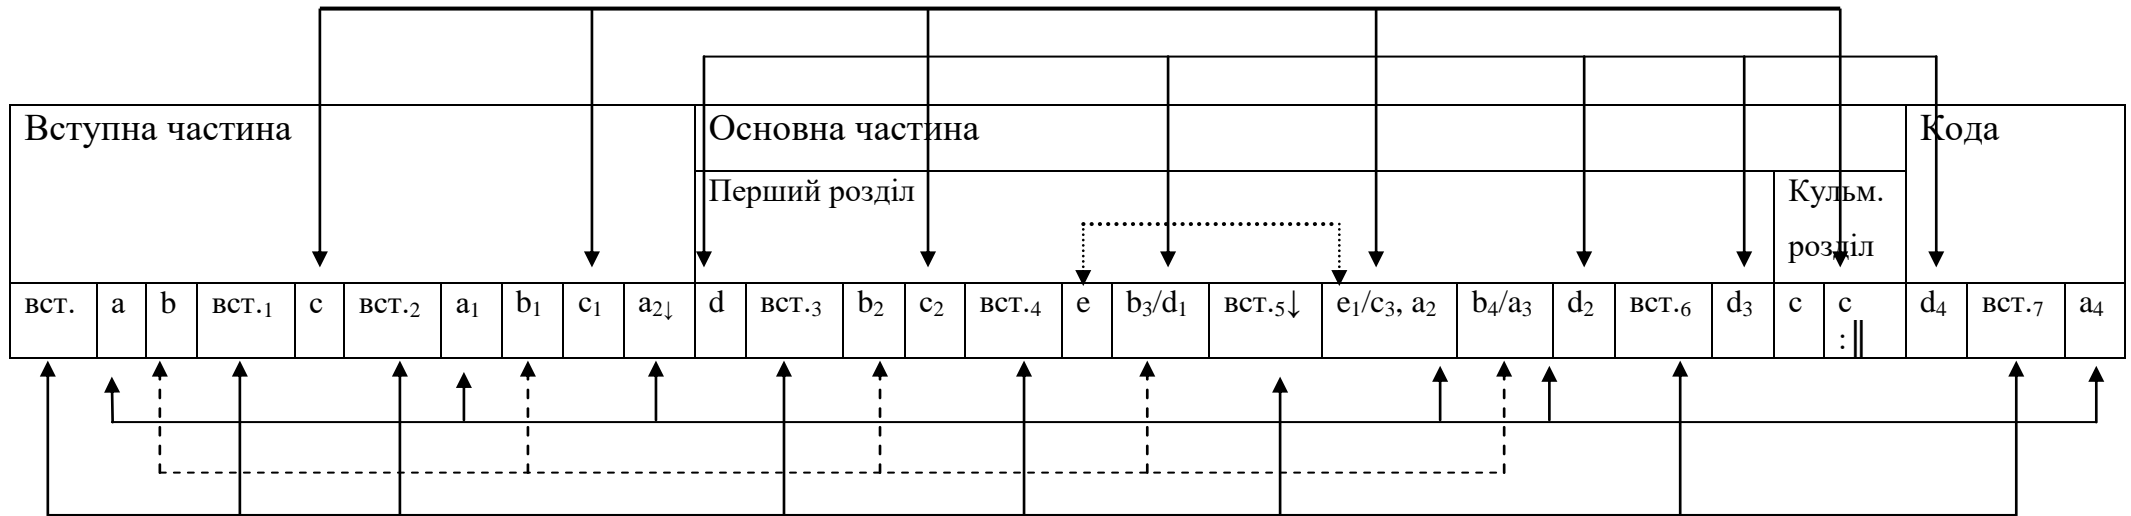 Вступна частина
Основна частина
Кода
Перший розділ
Кульм.
розділ
вст. a b вст.₁ c вст.₂ a₁ b₁ c₁ a₂↓ d вст.₃ b₂ c₂ вст.₄ e b₃/d₁ вст.₅↓ e₁/c₃, a₂ b₄/a₃ d₂ вст.₆ d₃ c c d₄ вст.₇ a₄
:‖